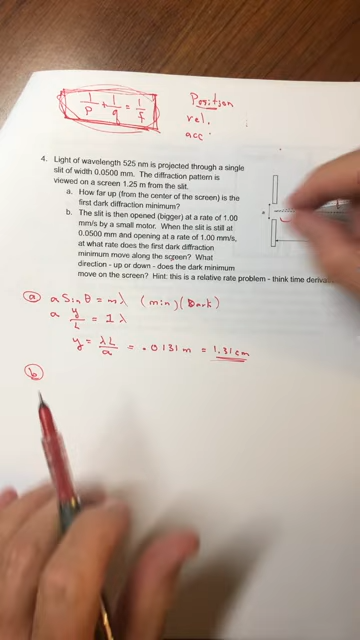 1/p + 1/q = 1/f
Position
vel.
acc.
4. Light of wavelength 525 nm is projected through a single
slit of width 0.0500 mm. The diffraction pattern is
viewed on a screen 1.25 m from the slit.
a. How far up (from the center of the screen) is the
first dark diffraction minimum?
b. The slit is then opened (bigger) at a rate of 1.00
mm/s by a small motor. When the slit is still at
0.0500 mm and opening at a rate of 1.00 mm/s,
at what rate does the first dark diffraction
minimum move along the screen? What
direction - up or down - does the dark minimum
move on the screen? Hint: this is a relative rate problem - think time deriva
a
(a) a Sin θ = mλ (min) (Dark)
a y/L = 1 λ
y = λL/a = .0131 m = 1.31 cm
(b)